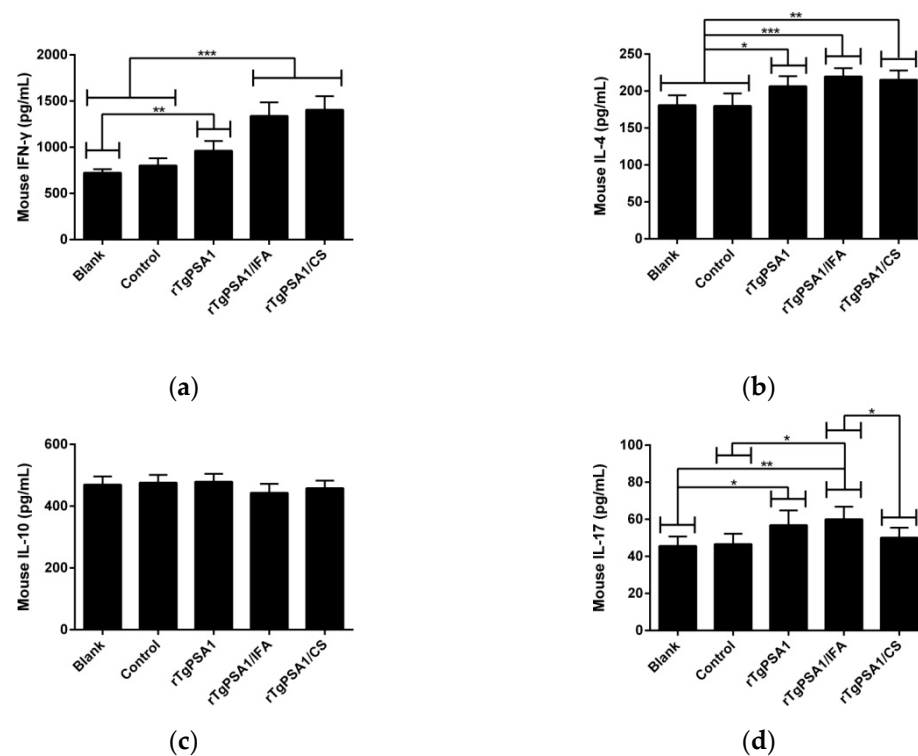 ***
**
Mouse IFN-γ (pg/mL)
2000
1500
1000
500
0
Blank
Control
rTgPSA1
rTgPSA1/IFA
rTgPSA1/CS
(a)
**
***
*
Mouse IL-4 (pg/mL)
250
200
150
100
50
0
Blank
Control
rTgPSA1
rTgPSA1/IFA
rTgPSA1/CS
(b)
Mouse IL-10 (pg/mL)
600
400
200
0
Blank
Control
rTgPSA1
rTgPSA1/IFA
rTgPSA1/CS
(c)
*
*
**
*
Mouse IL-17 (pg/mL)
100
80
60
40
20
0
Blank
Control
rTgPSA1
rTgPSA1/IFA
rTgPSA1/CS
(d)